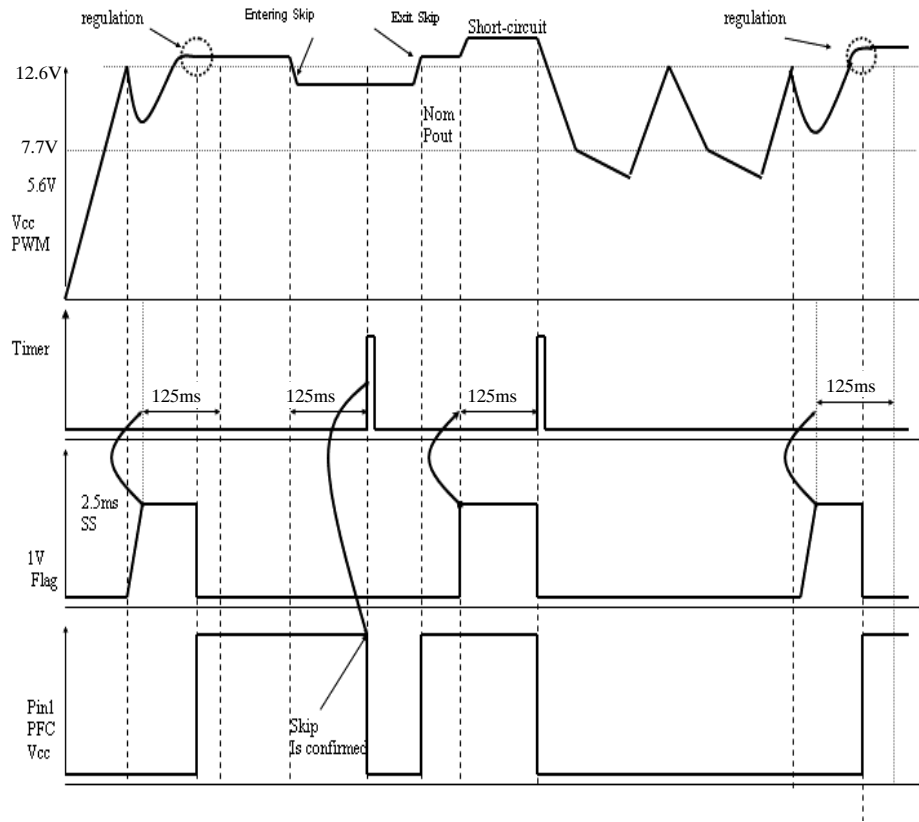 regulation
Entering Skip
Exit Skip
Short-circuit
regulation
12.6V
Nom
Pout
7.7V
5.6V
Vcc
PWM
Timer
125ms
125ms
125ms
125ms
2.5ms
SS
1V
Flag
Pin1
PFC
Vcc
Skip
Is confirmed